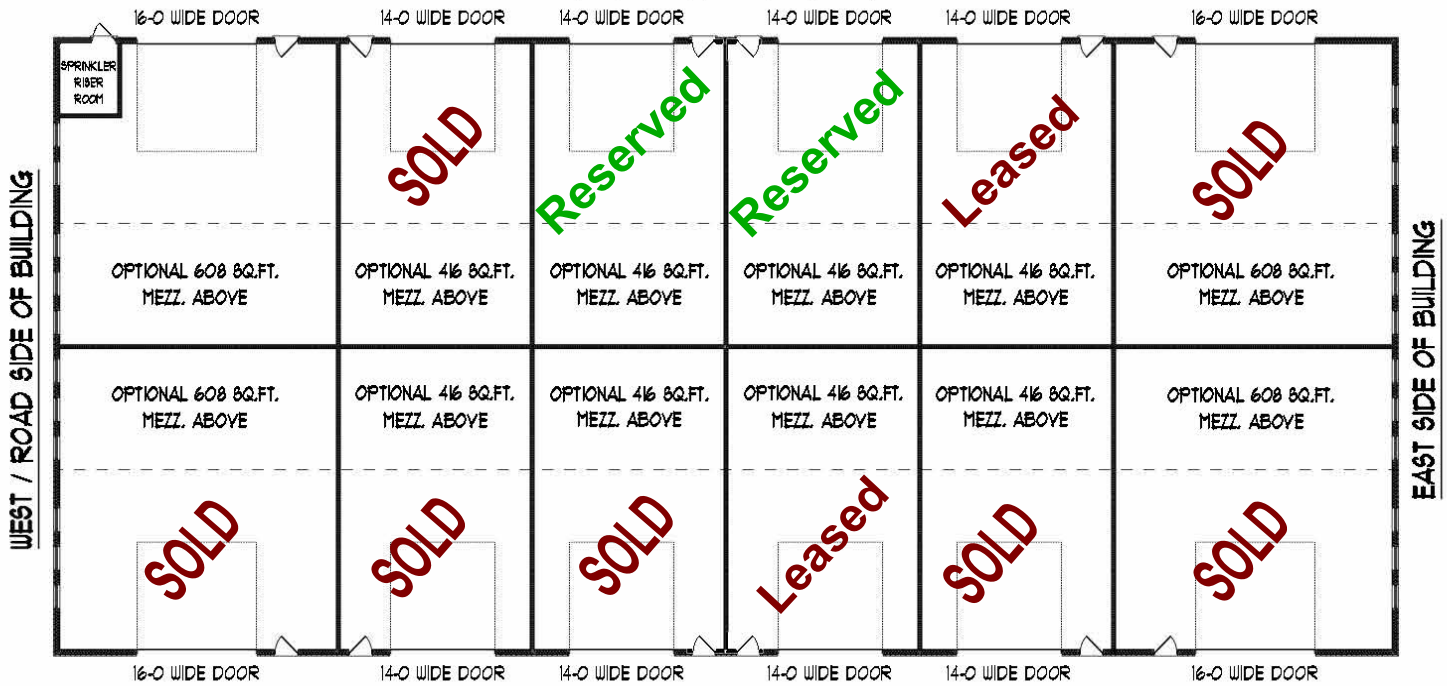 16-0 WIDE DOOR
14-0 WIDE DOOR
14-0 WIDE DOOR
14-0 WIDE DOOR
14-0 WIDE DOOR
16-0 WIDE DOOR
SPRINKLER
RISER
ROOM
SOLD
Reserved
Reserved
Leased
SOLD
WEST / ROAD SIDE OF BUILDING
EAST SIDE OF BUILDING
OPTIONAL 608 SQ.FT.
MEZZ. ABOVE
OPTIONAL 416 SQ.FT.
MEZZ. ABOVE
OPTIONAL 416 SQ.FT.
MEZZ. ABOVE
OPTIONAL 416 SQ.FT.
MEZZ. ABOVE
OPTIONAL 416 SQ.FT.
MEZZ. ABOVE
OPTIONAL 608 SQ.FT.
MEZZ. ABOVE
OPTIONAL 608 SQ.FT.
MEZZ. ABOVE
OPTIONAL 416 SQ.FT.
MEZZ. ABOVE
OPTIONAL 416 SQ.FT.
MEZZ. ABOVE
OPTIONAL 416 SQ.FT.
MEZZ. ABOVE
OPTIONAL 416 SQ.FT.
MEZZ. ABOVE
OPTIONAL 608 SQ.FT.
MEZZ. ABOVE
SOLD
SOLD
SOLD
Leased
SOLD
SOLD
16-0 WIDE DOOR
14-0 WIDE DOOR
14-0 WIDE DOOR
14-0 WIDE DOOR
14-0 WIDE DOOR
16-0 WIDE DOOR